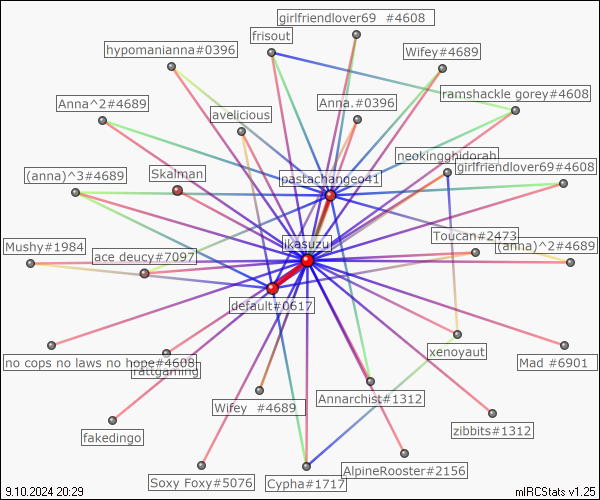 girlfriendlover69 #4608
frisout
hypomanianna#0396
Wifey#4689
ramshackle gorey#4608
Anna^2#4689
Anna.#0396
avelicious
neokingghidorah
girlfriendlover69#4608
(anna)^3#4689
Skalman
pastachangeo41
Toucan#2473
(anna)^2#4689
Mushy#1984
ikasuzu
ace deucy#7097
default#0617
xenoyaut
no cops no laws no hope#4608
Mad #6901
rattgaming
Annarchist#1312
Wifey #4689
zibbits#1312
fakedingo
AlpineRooster#2156
Soxy Foxy#5076
Cypha#1717
9.10.2024 20:29
mIRCStats v1.25